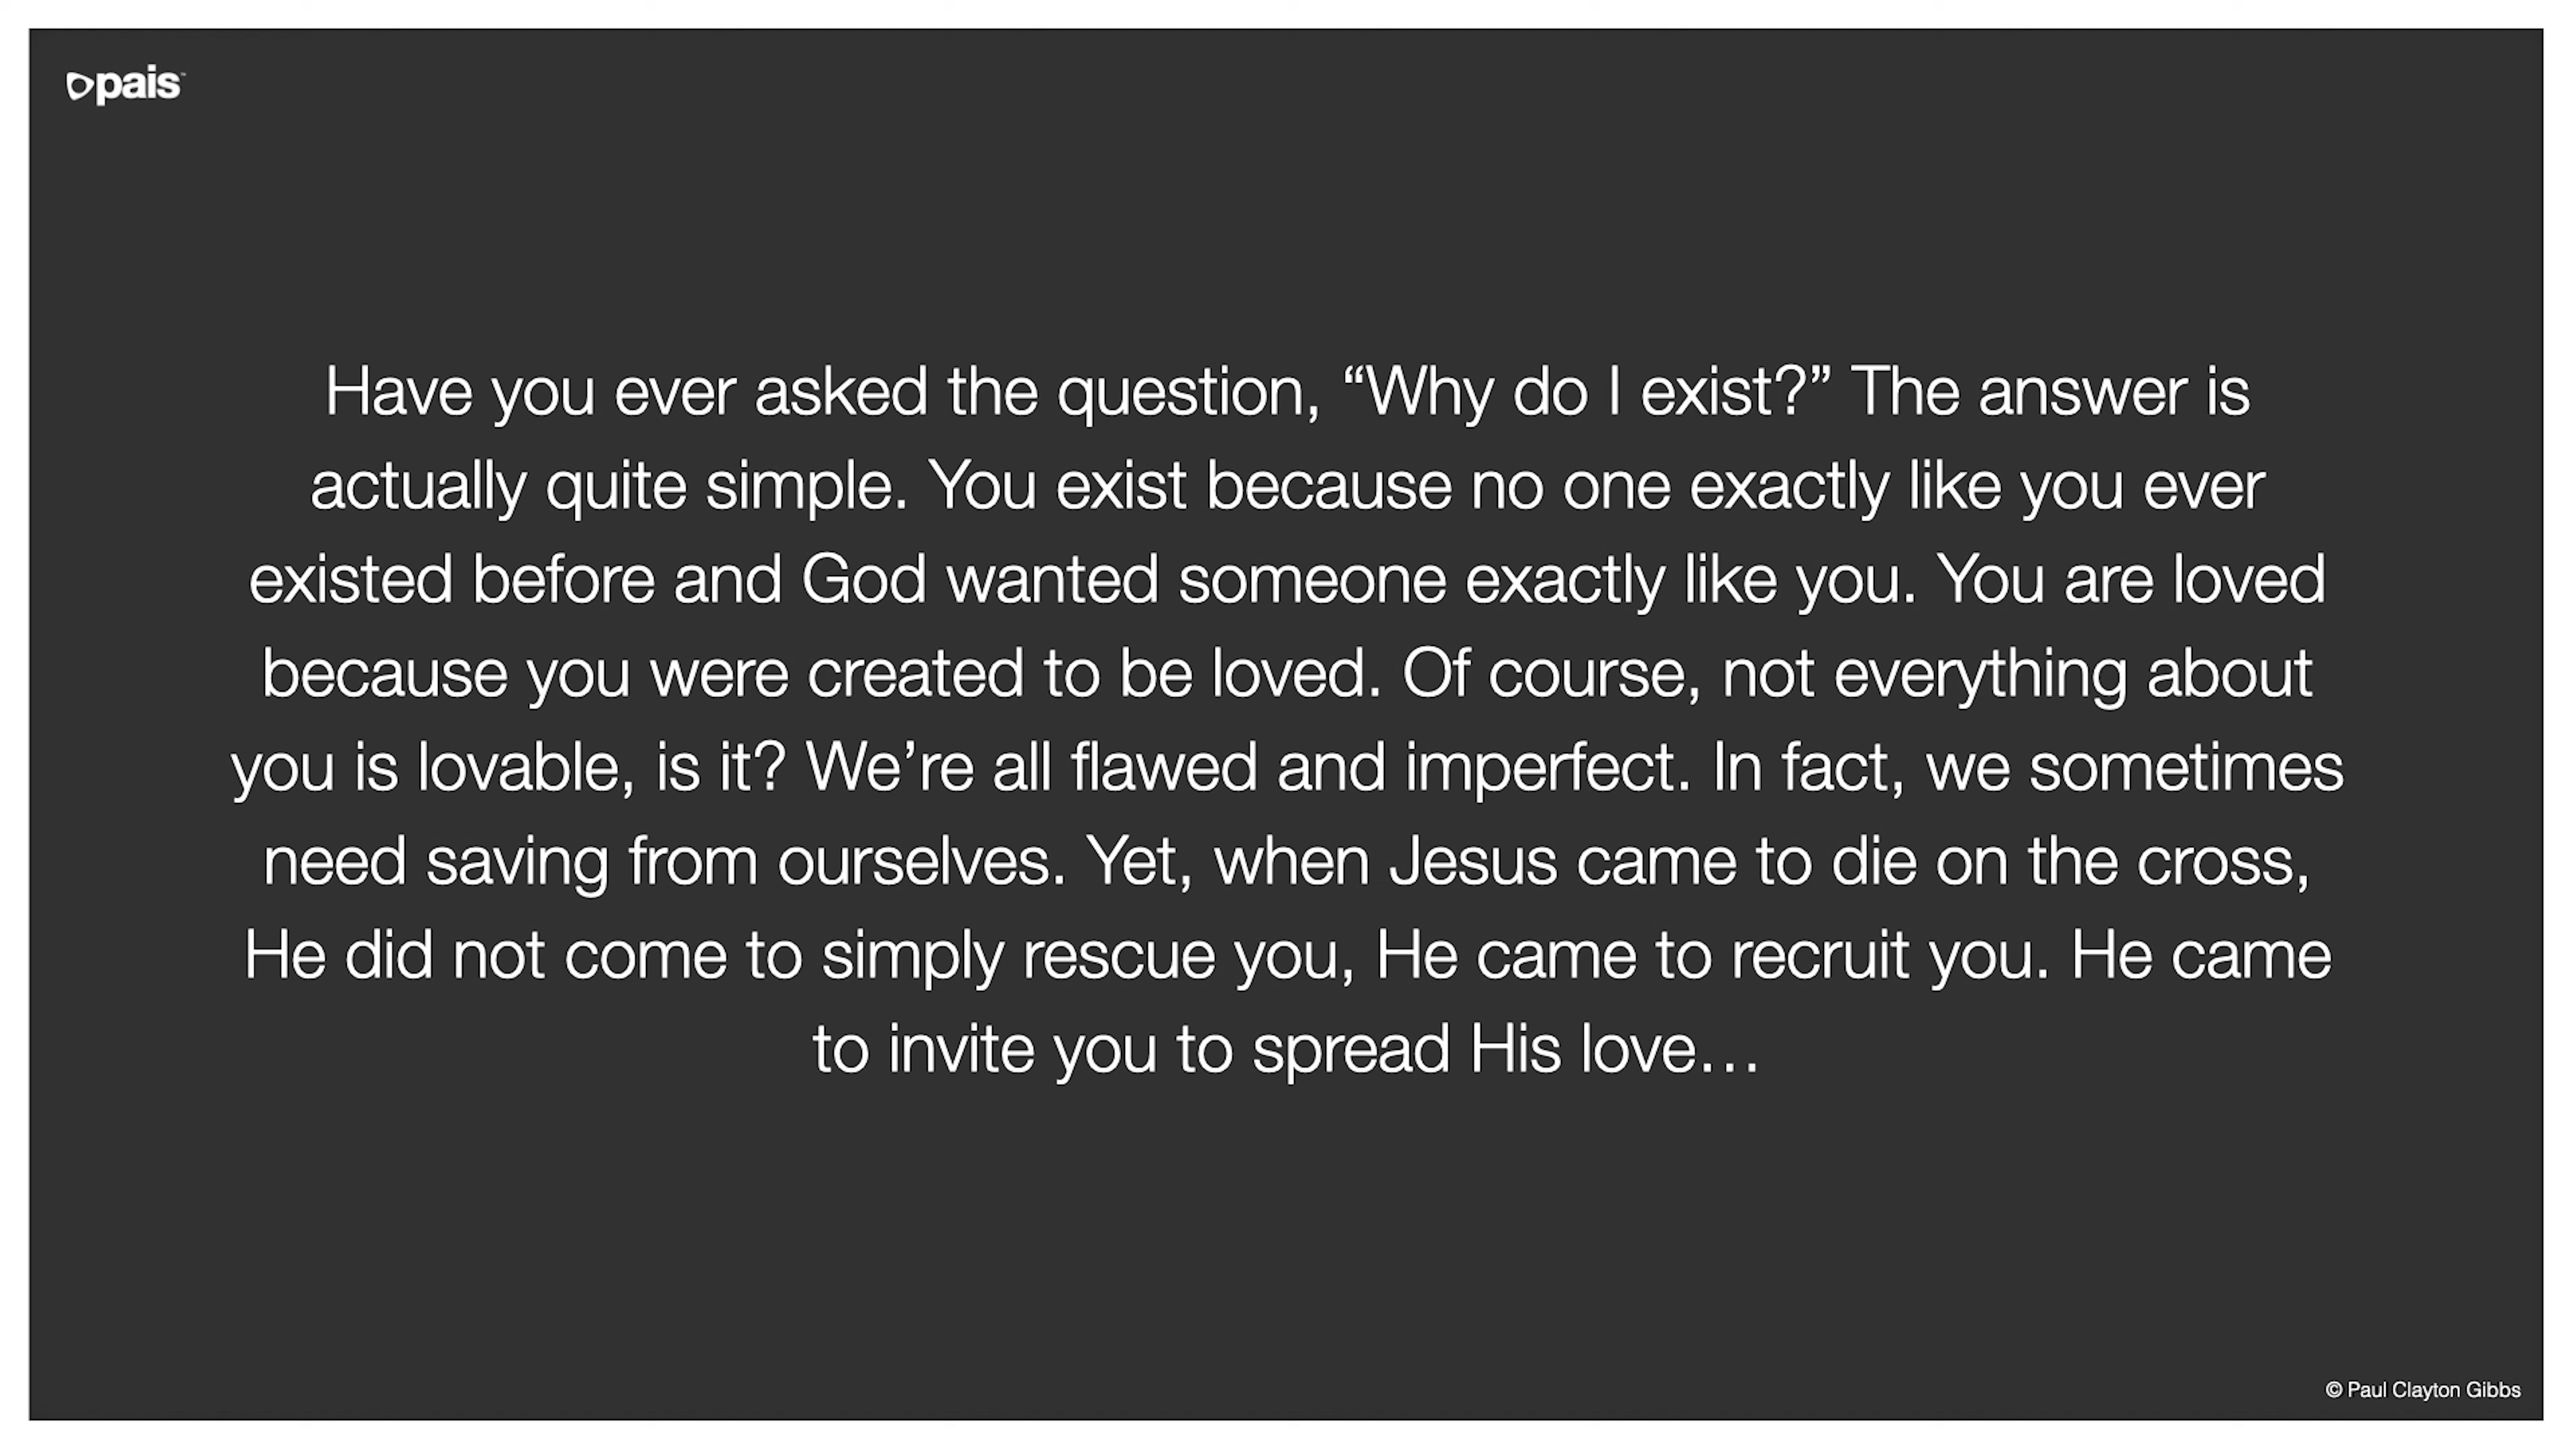 pais™
Have you ever asked the question, “Why do I exist?” The answer is
actually quite simple. You exist because no one exactly like you ever
existed before and God wanted someone exactly like you. You are loved
because you were created to be loved. Of course, not everything about
you is lovable, is it? We’re all flawed and imperfect. In fact, we sometimes
need saving from ourselves. Yet, when Jesus came to die on the cross,
He did not come to simply rescue you, He came to recruit you. He came
to invite you to spread His love…
© Paul Clayton Gibbs